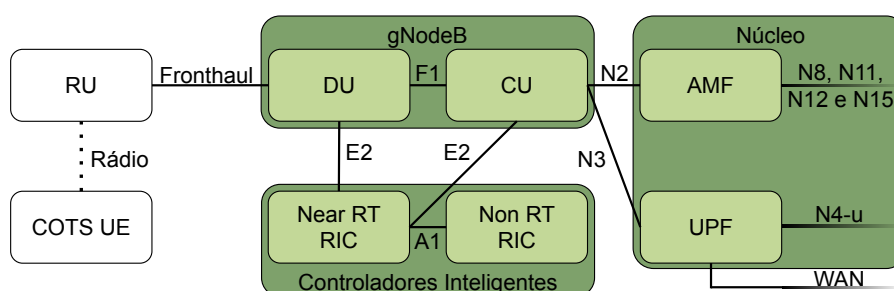 gNodeB
Núcleo
RU
Fronthaul
DU
F1
CU
N2
AMF
N8, N11,
N12 e N15
Rádio
E2
E2
N3
COTS UE
Near RT
RIC
A1
Non RT
RIC
UPF
N4-u
Controladores Inteligentes
WAN